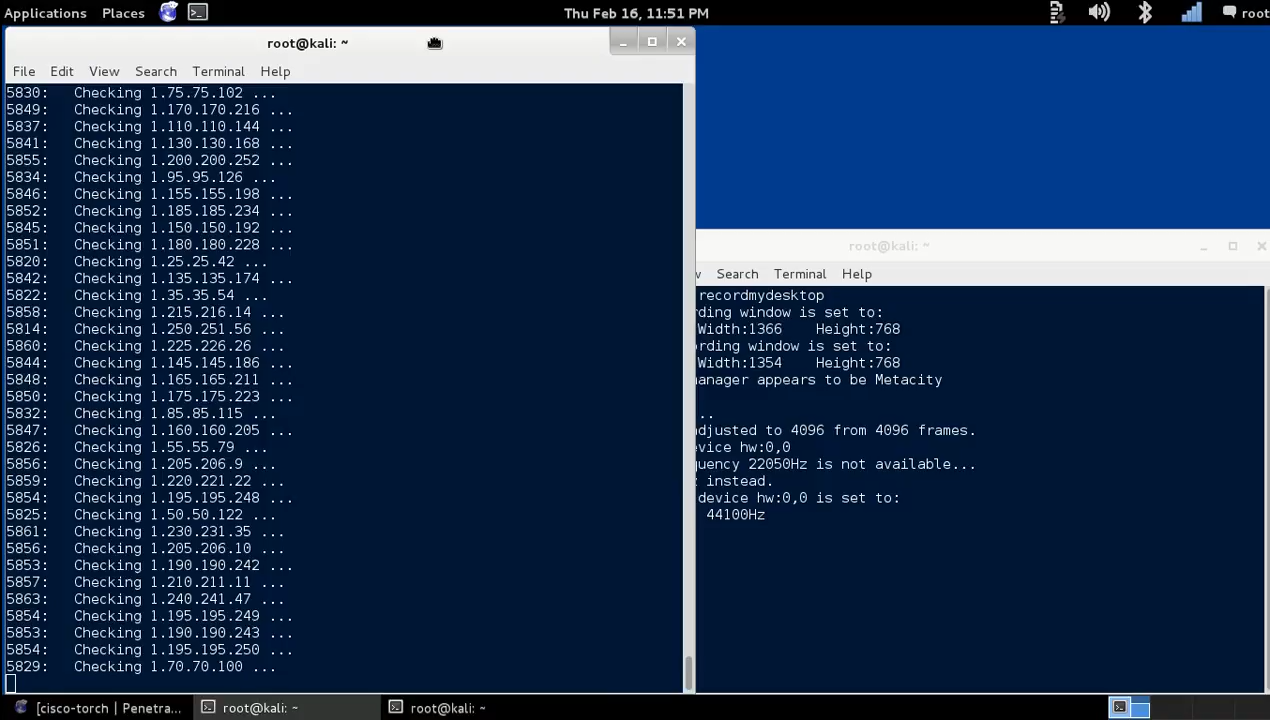 Applications Places Thu Feb 16, 11:51 PM root
root@kali: ~
File Edit View Search Terminal Help
5830: Checking 1.75.75.102 ...
5849: Checking 1.170.170.216 ...
5837: Checking 1.110.110.144 ...
5841: Checking 1.130.130.168 ...
5855: Checking 1.200.200.252 ...
5834: Checking 1.95.95.126 ...
5846: Checking 1.155.155.198 ...
5852: Checking 1.185.185.234 ...
5845: Checking 1.150.150.192 ...
5851: Checking 1.180.180.228 ...
5820: Checking 1.25.25.42 ...
5842: Checking 1.135.135.174 ...
5822: Checking 1.35.35.54 ...
5858: Checking 1.215.216.14 ...
5814: Checking 1.250.251.56 ...
5860: Checking 1.225.226.26 ...
5844: Checking 1.145.145.186 ...
5848: Checking 1.165.165.211 ...
5850: Checking 1.175.175.223 ...
5832: Checking 1.85.85.115 ...
5847: Checking 1.160.160.205 ...
5826: Checking 1.55.55.79 ...
5856: Checking 1.205.206.9 ...
5859: Checking 1.220.221.22 ...
5854: Checking 1.195.195.248 ...
5825: Checking 1.50.50.122 ...
5861: Checking 1.230.231.35 ...
5856: Checking 1.205.206.10 ...
5853: Checking 1.190.190.242 ...
5857: Checking 1.210.211.11 ...
5863: Checking 1.240.241.47 ...
5854: Checking 1.195.195.249 ...
5853: Checking 1.190.190.243 ...
5854: Checking 1.195.195.250 ...
5829: Checking 1.70.70.100 ...
root@kali: ~
w Search Terminal Help
recordmydesktop
rding window is set to:
Width:1366 Height:768
ording window is set to:
Width:1354 Height:768
anager appears to be Metacity
..
adjusted to 4096 from 4096 frames.
evice hw:0,0
quency 22050Hz is not available...
z instead.
device hw:0,0 is set to:
44100Hz
[cisco-torch | Penetra... root@kali: ~ root@kali: ~